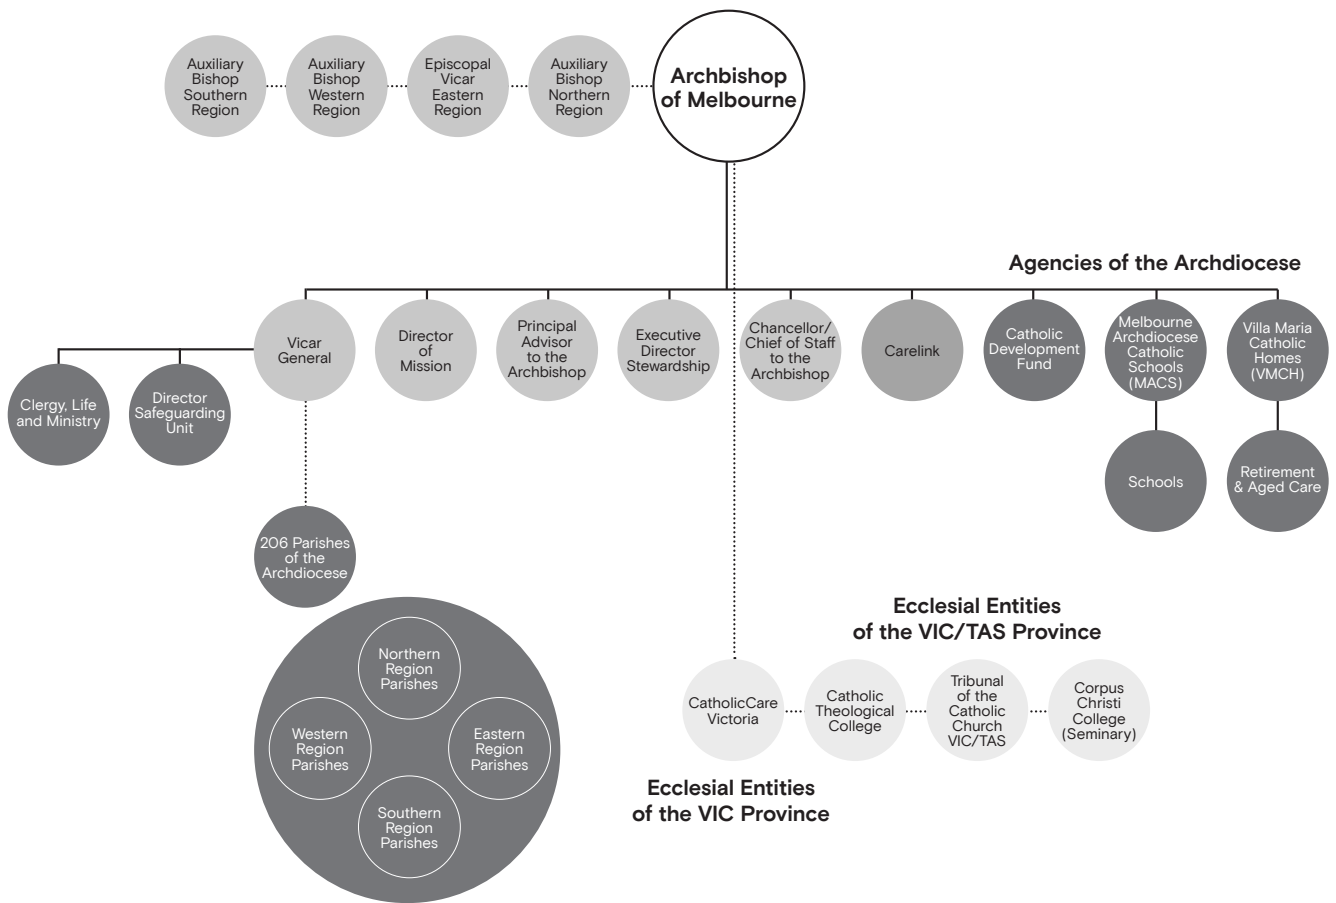 Auxiliary
Bishop
Southern
Region
Auxiliary
Bishop
Western
Region
Episcopal
Vicar
Eastern
Region
Auxiliary
Bishop
Northern
Region
Archbishop
of Melbourne
Agencies of the Archdiocese
Vicar
General
Director
of
Mission
Principal
Advisor
to the
Archbishop
Executive
Director
Stewardship
Chancellor/
Chief of Staff
to the
Archbishop
Carelink
Catholic
Development
Fund
Melbourne
Archdiocese
Catholic
Schools
(MACS)
Villa Maria
Catholic
Homes
(VMCH)
Clergy, Life
and Ministry
Director
Safeguarding
Unit
Schools
Retirement
& Aged Care
206 Parishes
of the
Archdiocese
Northern
Region
Parishes
Western
Region
Parishes
Eastern
Region
Parishes
Southern
Region
Parishes
Ecclesial Entities
of the VIC/TAS Province
CatholicCare
Victoria
Catholic
Theological
College
Tribunal
of the
Catholic
Church
VIC/TAS
Corpus
Christi
College
(Seminary)
Ecclesial Entities
of the VIC Province